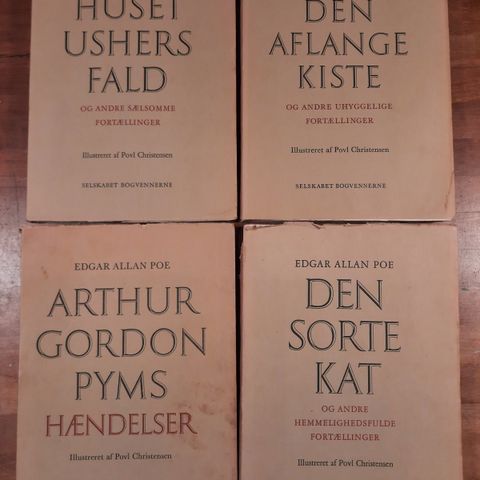 HUSET
USHERS
FALD
OG ANDRE SÆLSOMME
FORTÆLLINGER
Illustreret af Povl Christensen
SELSKABET BOGVENNERNE
DEN
AFLANGE
KISTE
OG ANDRE UHYGGELIGE
FORTÆLLINGER
Illustreret af Povl Christensen
SELSKABET BOGVENNERNE
EDGAR ALLAN POE
ARTHUR
GORDON
PYMS
HÆNDELSER
Illustreret af Povl Christensen
EDGAR ALLAN POE
DEN
SORTE
KAT
OG ANDRE
HEMMELIGHEDSFULDE
FORTÆLLINGER
Illustreret af Povl Christensen